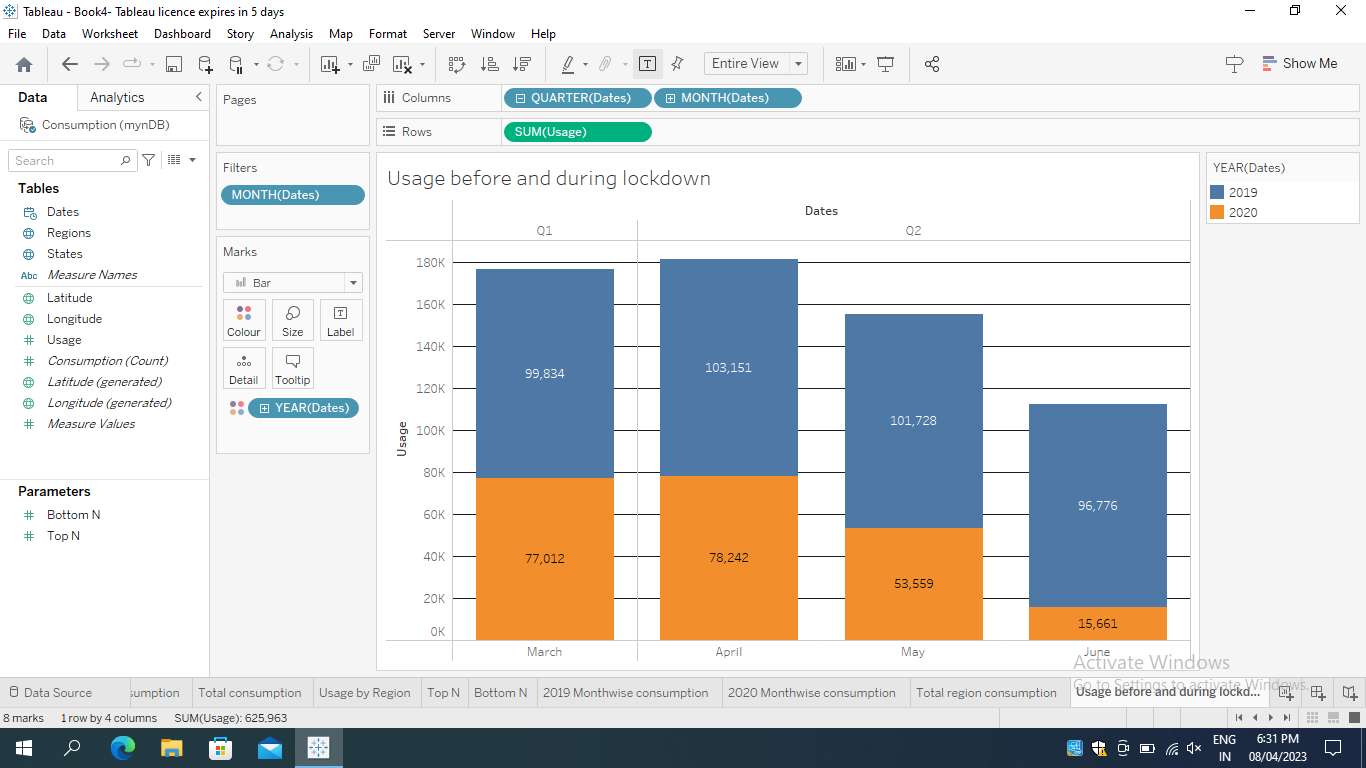 Tableau - Book4- Tableau licence expires in 5 days
File Data Worksheet Dashboard Story Analysis Map Format Server Window Help
Entire View
Show Me
Data Analytics
Consumption (mynDB)
Search
Tables
Dates
Regions
States
Abc Measure Names
Latitude
Longitude
Usage
Consumption (Count)
Latitude (generated)
Longitude (generated)
Measure Values
Parameters
Bottom N
Top N
Pages
Filters
MONTH(Dates)
Marks
Bar
Colour Size Label
Detail Tooltip
YEAR(Dates)
Columns QUARTER(Dates) MONTH(Dates)
Rows SUM(Usage)
Usage before and during lockdown
Dates
Q1 Q2
Usage
180K
160K
140K
120K
100K
80K
60K
40K
20K
0K
99,834 103,151 101,728 96,776
77,012 78,242 53,559 15,661
March April May June
YEAR(Dates)
2019
2020
Activate Windows
Go to Settings to activate Windows.
Data Source sumption Total consumption Usage by Region Top N Bottom N 2019 Monthwise consumption 2020 Monthwise consumption Total region consumption Usage before and during lockd...
8 marks 1 row by 4 columns SUM(Usage): 625,963
ENG
IN
6:31 PM
08/04/2023